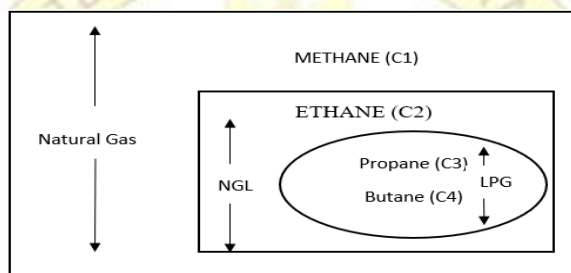 METHANE (C1)
ETHANE (C2)
Natural Gas
Propane (C3)
NGL
LPG
Butane (C4)